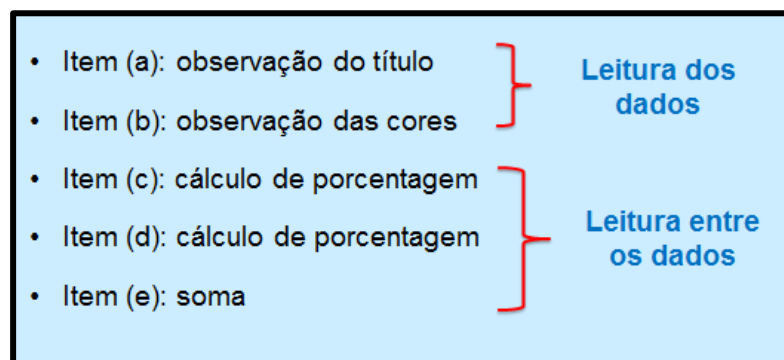 • Item (a): observação do título
• Item (b): observação das cores
Leitura dos
dados
• Item (c): cálculo de porcentagem
• Item (d): cálculo de porcentagem
• Item (e): soma
Leitura entre
os dados